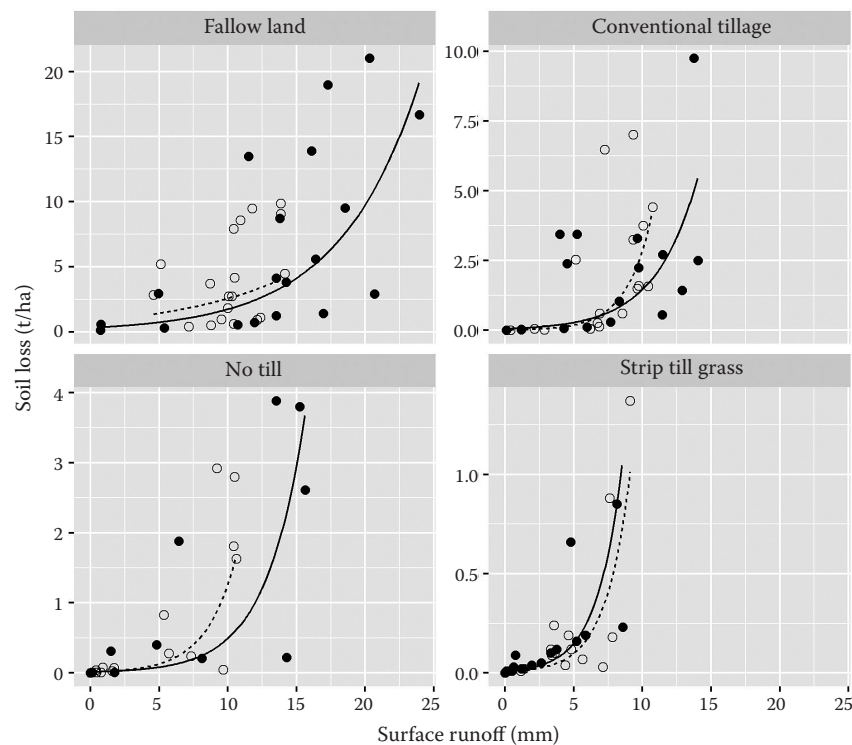 Fallow land
Conventional tillage
20
15
10
5
0
10.0
7.5
5.0
2.5
0.0
No till
Strip till grass
4
3
2
1
0
1.0
0.5
0.0
0 5 10 15 20 25
0 5 10 15 20 25
Soil loss (t/ha)
Surface runoff (mm)